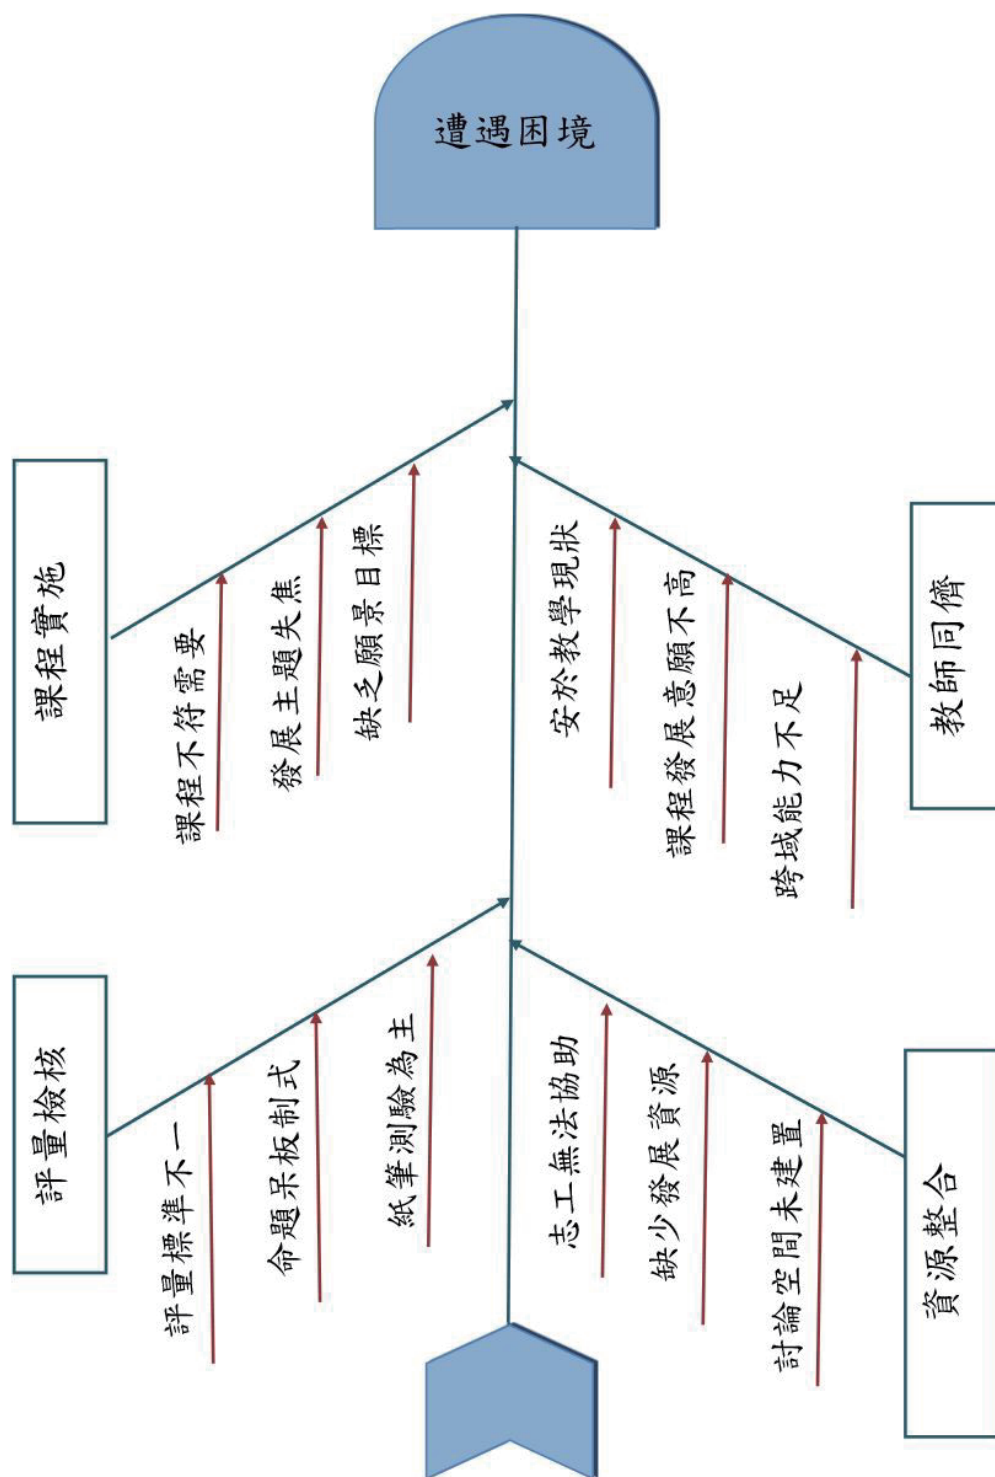 遭遇困境
課程實施
課程不符需要
發展主題失焦
缺乏願景目標
安於教學現狀
課程發展意願不高
跨域能力不足
教師同儕
評量檢核
評量標準不一
命題呆板制式
紙筆測驗為主
志工無法協助
缺少發展資源
討論空間未建置
資源整合